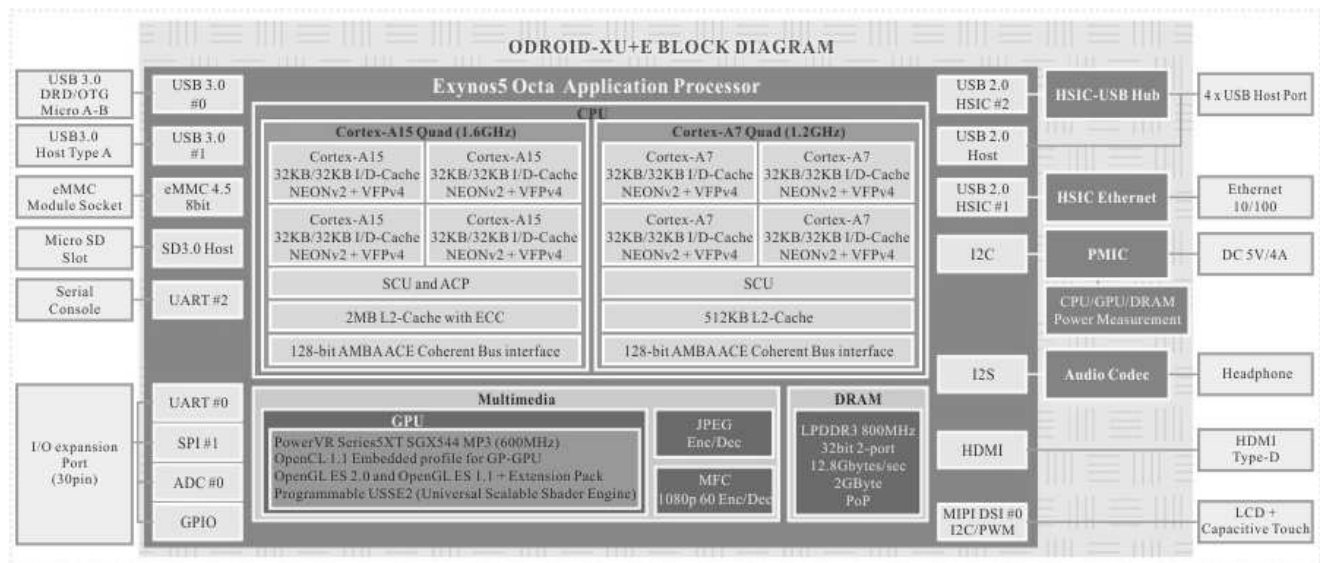 ODROID-XU+E BLOCK DIAGRAM
USB 3.0
DRD/OTG
Micro A-B
USB3.0
Host Type A
eMMC
Module Socket
Micro SD
Slot
Serial
Console
I/O expansion
Port
(30pin)
USB 3.0
#0
USB 3.0
#1
eMMC 4.5
8bit
SD3.0 Host
UART #2
UART #0
SPI #1
ADC #0
GPIO
Exynos5 Octa Application Processor
CPU
Cortex-A15 Quad (1.6GHz)
Cortex-A15
32KB/32KB I/D-Cache
NEONv2 + VFPv4
Cortex-A15
32KB/32KB I/D-Cache
NEONv2 + VFPv4
Cortex-A15
32KB/32KB I/D-Cache
NEONv2 + VFPv4
Cortex-A15
32KB/32KB I/D-Cache
NEONv2 + VFPv4
SCU and ACP
2MB L2-Cache with ECC
128-bit AMBA ACE Coherent Bus interface
Cortex-A7 Quad (1.2GHz)
Cortex-A7
32KB/32KB I/D-Cache
NEONv2 + VFPv4
Cortex-A7
32KB/32KB I/D-Cache
NEONv2 + VFPv4
Cortex-A7
32KB/32KB I/D-Cache
NEONv2 + VFPv4
Cortex-A7
32KB/32KB I/D-Cache
NEONv2 + VFPv4
SCU
512KB L2-Cache
128-bit AMBA ACE Coherent Bus interface
Multimedia
GPU
PowerVR Series5XT SGX544 MP3 (600MHz)
OpenCL 1.1 Embedded profile for GP-GPU
OpenGL ES 2.0 and OpenGL ES 1.1 + Extension Pack
Programmable USSE2 (Universal Scalable Shader Engine)
JPEG
Enc/Dec
MFC
1080p 60 Enc/Dec
DRAM
LPDDR3 800MHz
32bit 2-port
12.8Gbytes/sec
2GByte
PoP
USB 2.0
HSIC #2
USB 2.0
Host
USB 2.0
HSIC #1
I2C
I2S
HDMI
MIPI DSI #0
I2C/PWM
HSIC-USB Hub
HSIC Ethernet
PMIC
CPU/GPU/DRAM
Power Measurement
Audio Codec
4 x USB Host Port
Ethernet
10/100
DC 5V/4A
Headphone
HDMI
Type-D
LCD +
Capacitive Touch